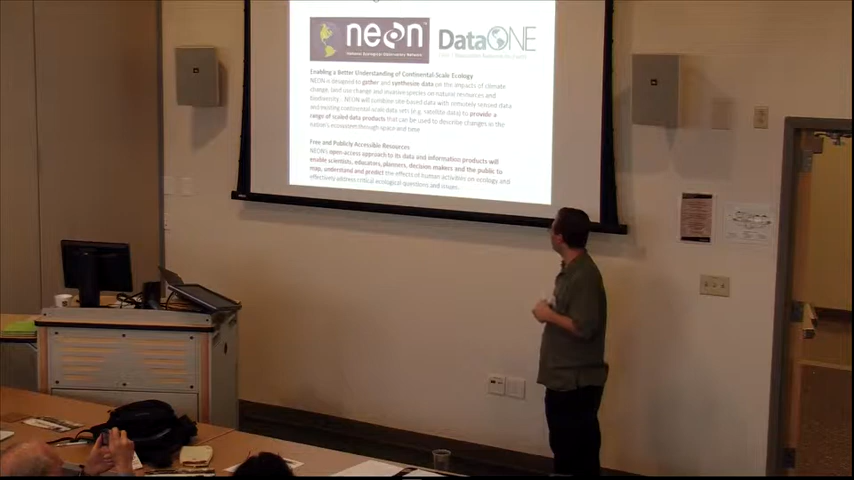 neon DataONE
National Ecological Observatory Network
Enabling a Better Understanding of Continental-Scale Ecology
NEON is designed to gather and synthesize data on the impacts of climate
change, land use change and invasive species on natural resources and
biodiversity. NEON will combine site-based data with remotely sensed data
and existing continental-scale data sets (e.g. satellite data) to provide a
range of scaled data products that can be used to describe changes in the
nation's ecosystem through space and time.
Free and Publicly Accessible Resources
NEON's open-access approach to its data and information products will
enable scientists, educators, planners, decision makers and the public to
map, understand and predict the effects of human activities on ecology and
effectively address critical ecological questions and issues.